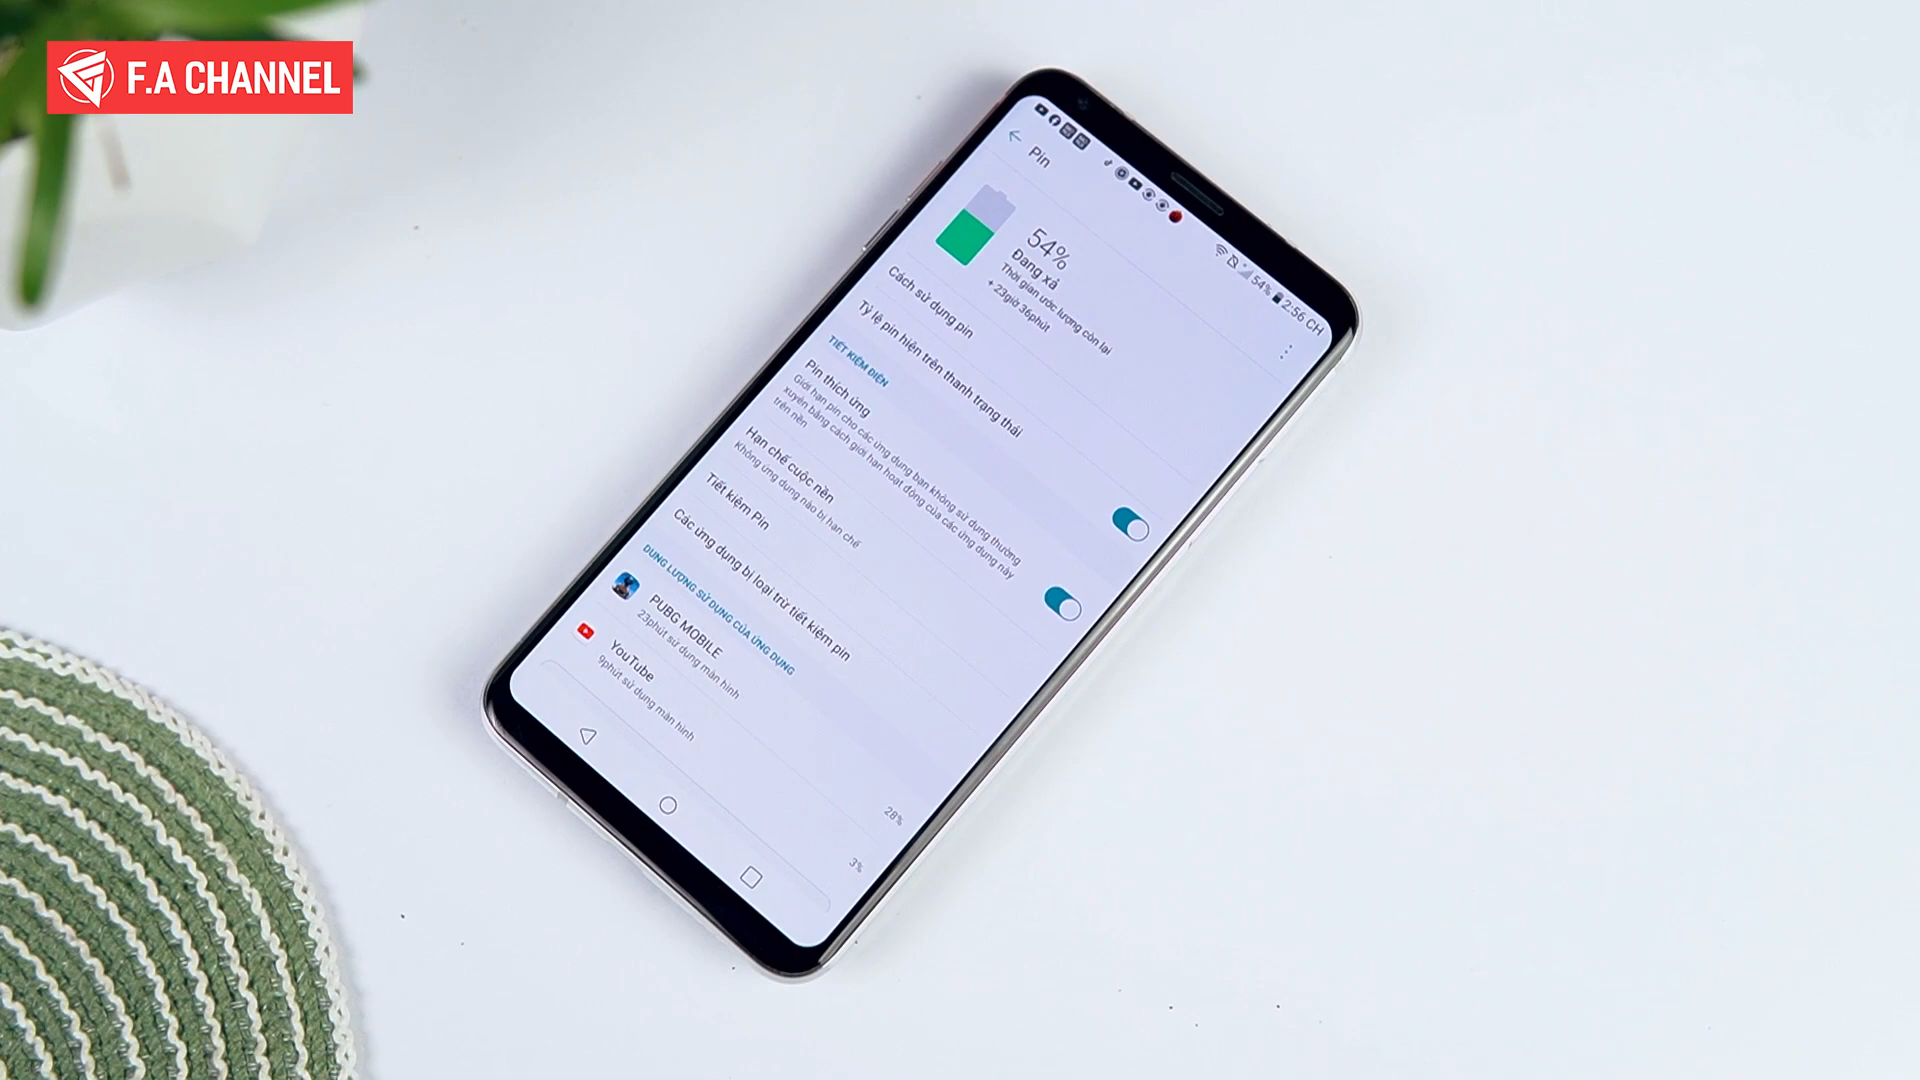 F.A CHANNEL
54% 2:56 CH
Pin
54%
Đang xả
Thời gian ước lượng còn lại
+ 23giờ 36phút
Cách sử dụng pin
Tỷ lệ pin hiện trên thanh trạng thái
TIẾT KIỆM ĐIỆN
Pin thích ứng
Giới hạn pin cho các ứng dụng bạn không sử dụng thường
xuyên bằng cách giới hạn hoạt động của các ứng dụng này
trên nền
Hạn chế cuộc nền
Không ứng dụng nào bị hạn chế
Tiết kiệm Pin
Các ứng dụng bị loại trừ tiết kiệm pin
DUNG LƯỢNG SỬ DỤNG CỦA ỨNG DỤNG
PUBG MOBILE
23phút sử dụng màn hình
28%
YouTube
9phút sử dụng màn hình
3%